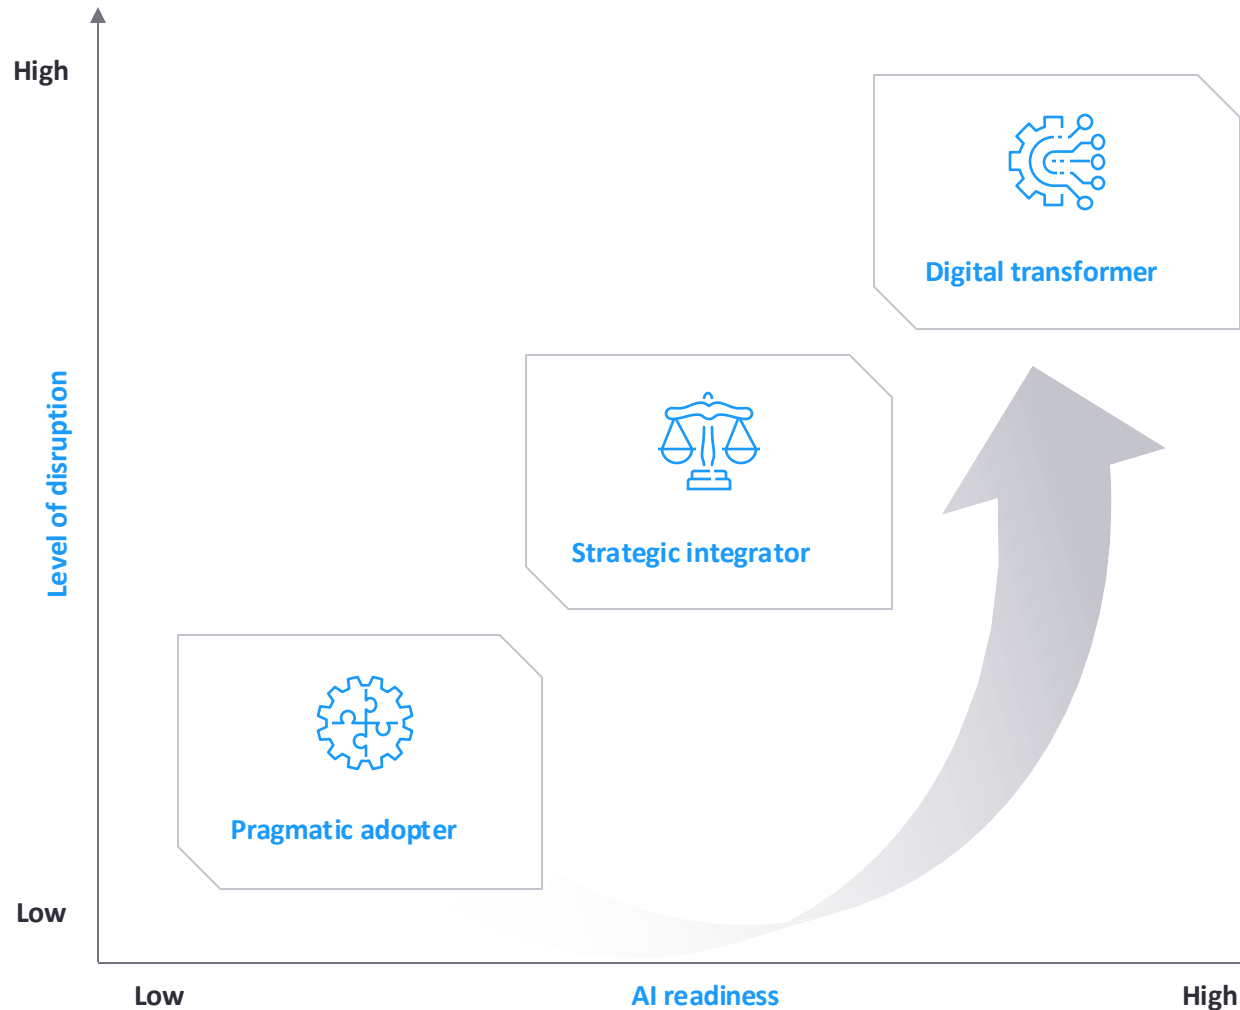 High
Digital transformer
Level of disruption
Strategic integrator
Pragmatic adopter
Low
Low
AI readiness
High